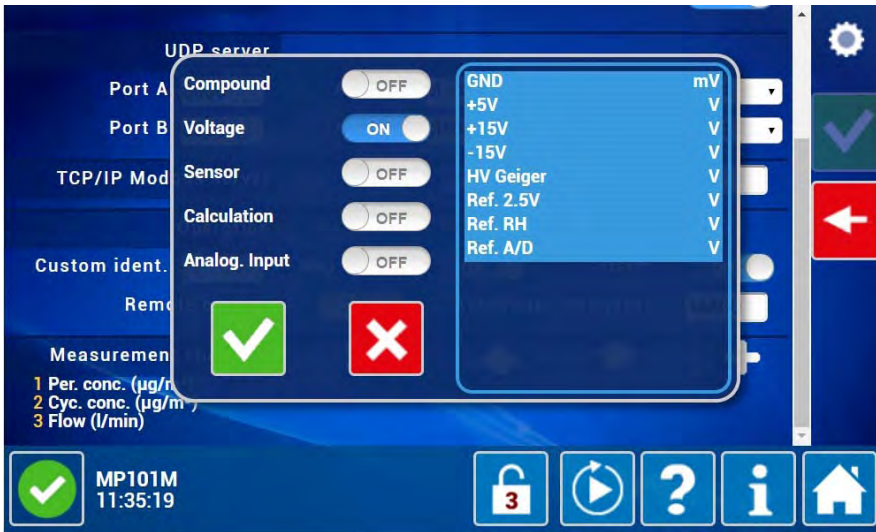 UDP server
Port A
Port B
TCP/IP Mod
Custom ident.
Remo
Measuremen
1 Per. conc. (µg/m
2 Cyc. conc. (µg/m³)
3 Flow (l/min)
Compound OFF
Voltage ON
Sensor OFF
Calculation OFF
Analog. Input OFF
GND mV
+5V V
+15V V
-15V V
HV Geiger V
Ref. 2.5V V
Ref. RH V
Ref. A/D V
MP101M
11:35:19
3
?
i